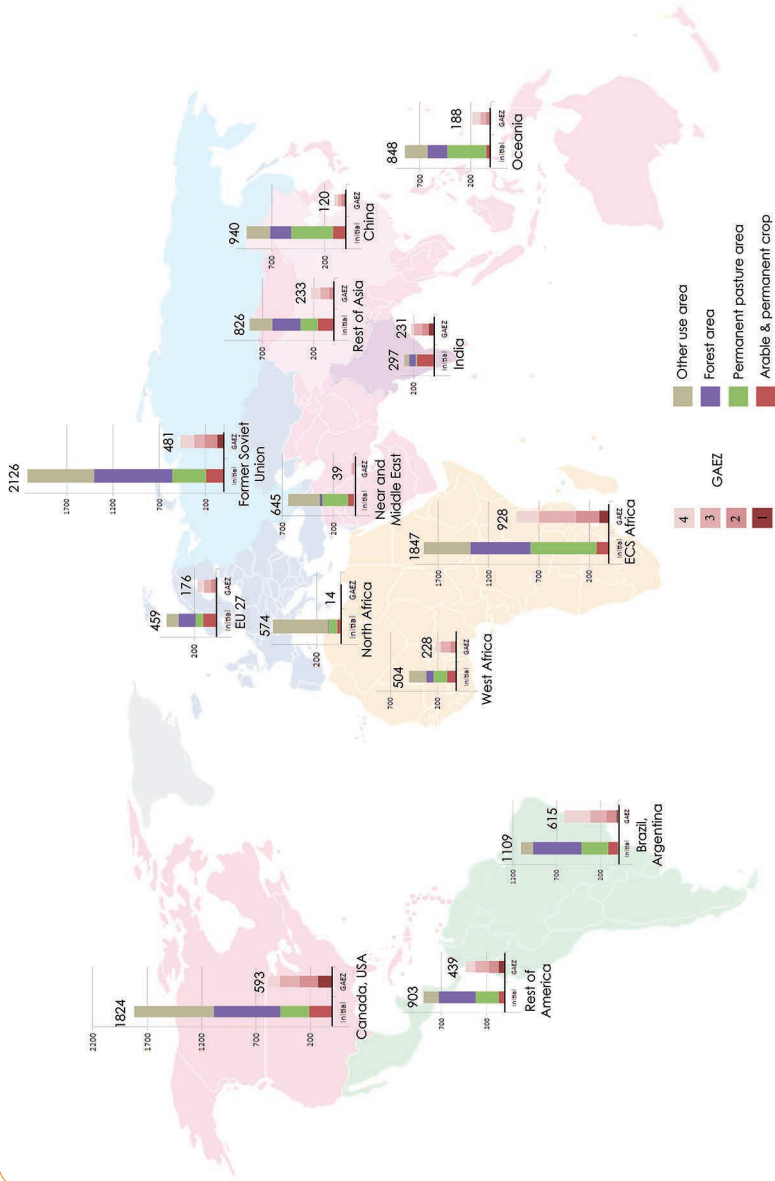 2200
1824
1700
1200
700
593
200
Initial GAEZ
Canada, USA
903
700
439
200
Initial GAEZ
Rest of
America
1109
1200
700
615
200
Initial GAEZ
Brazil,
Argentina
459
176
200
Initial GAEZ
EU 27
574
200
14
Initial GAEZ
North Africa
504
700
228
200
Initial GAEZ
West Africa
2126
1700
1200
700
481
200
Initial GAEZ
Former Soviet
Union
645
700
39
200
Initial GAEZ
Near and
Middle East
1847
1700
1200
928
700
200
Initial GAEZ
ECS Africa
826
700
233
200
Initial GAEZ
Rest of Asia
297
231
200
Initial GAEZ
India
940
700
120
200
Initial GAEZ
China
848
700
188
200
Initial GAEZ
Oceania
GAEZ
4
3
2
1
Other use area
Forest area
Permanent pasture area
Arable & permanent crop